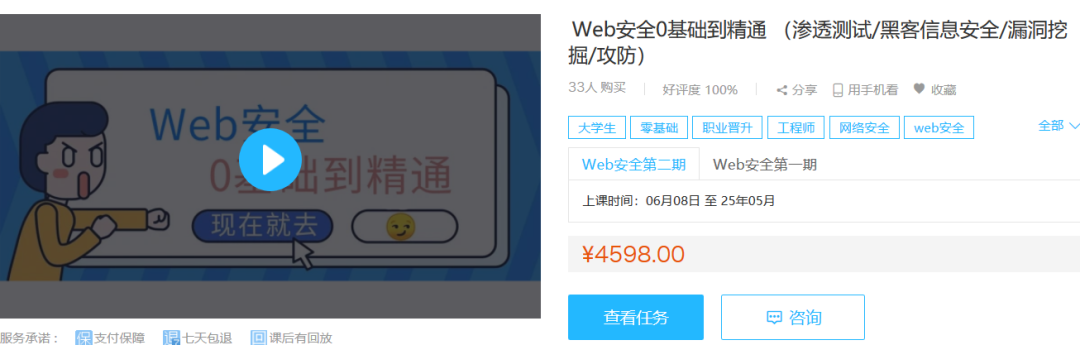 Web安全
0基础到精通
现在就去
服务承诺：
保
支付保障
退
七天包退
回
课后有回放
Web安全0基础到精通 （渗透测试/黑客信息安全/漏洞挖
掘/攻防）
33人 购买
好评度 100%
分享
用手机看
收藏
大学生
零基础
职业晋升
工程师
网络安全
web安全
全部
Web安全第二期
Web安全第一期
上课时间：06月08日 至 25年05月
¥4598.00
查看任务
咨询